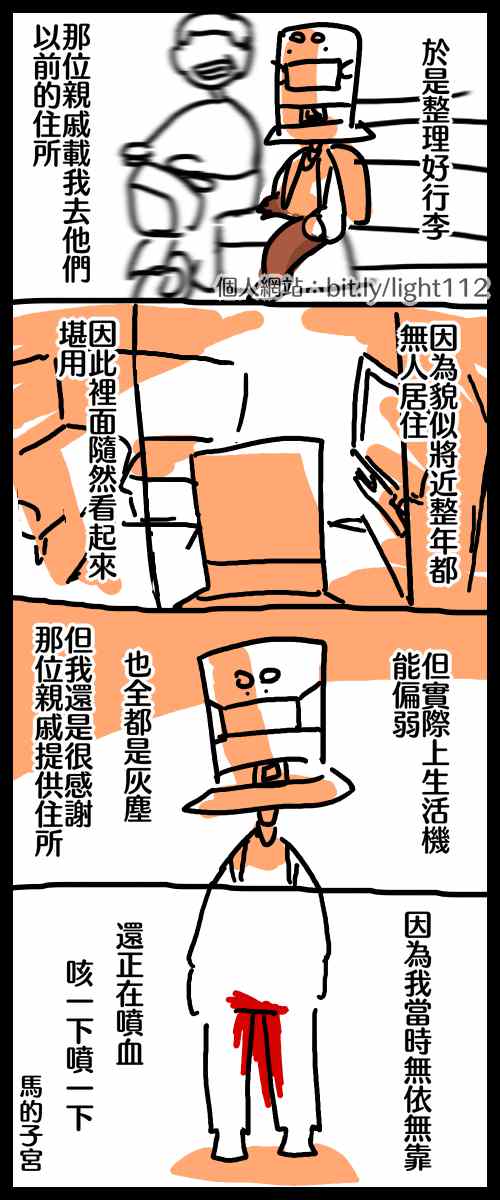 於是整理好行李
那位親戚載我去他們
以前的住所
個人網站：bit.ly/light112
因為貌似將近整年都
無人居住
因此裡面隨然看起來
堪用
但實際上生活機
能偏弱
也全都是灰塵
但我還是很感謝
那位親戚提供住所
因為我當時無依無靠
還正在噴血
咳一下噴一下
馬的子宮